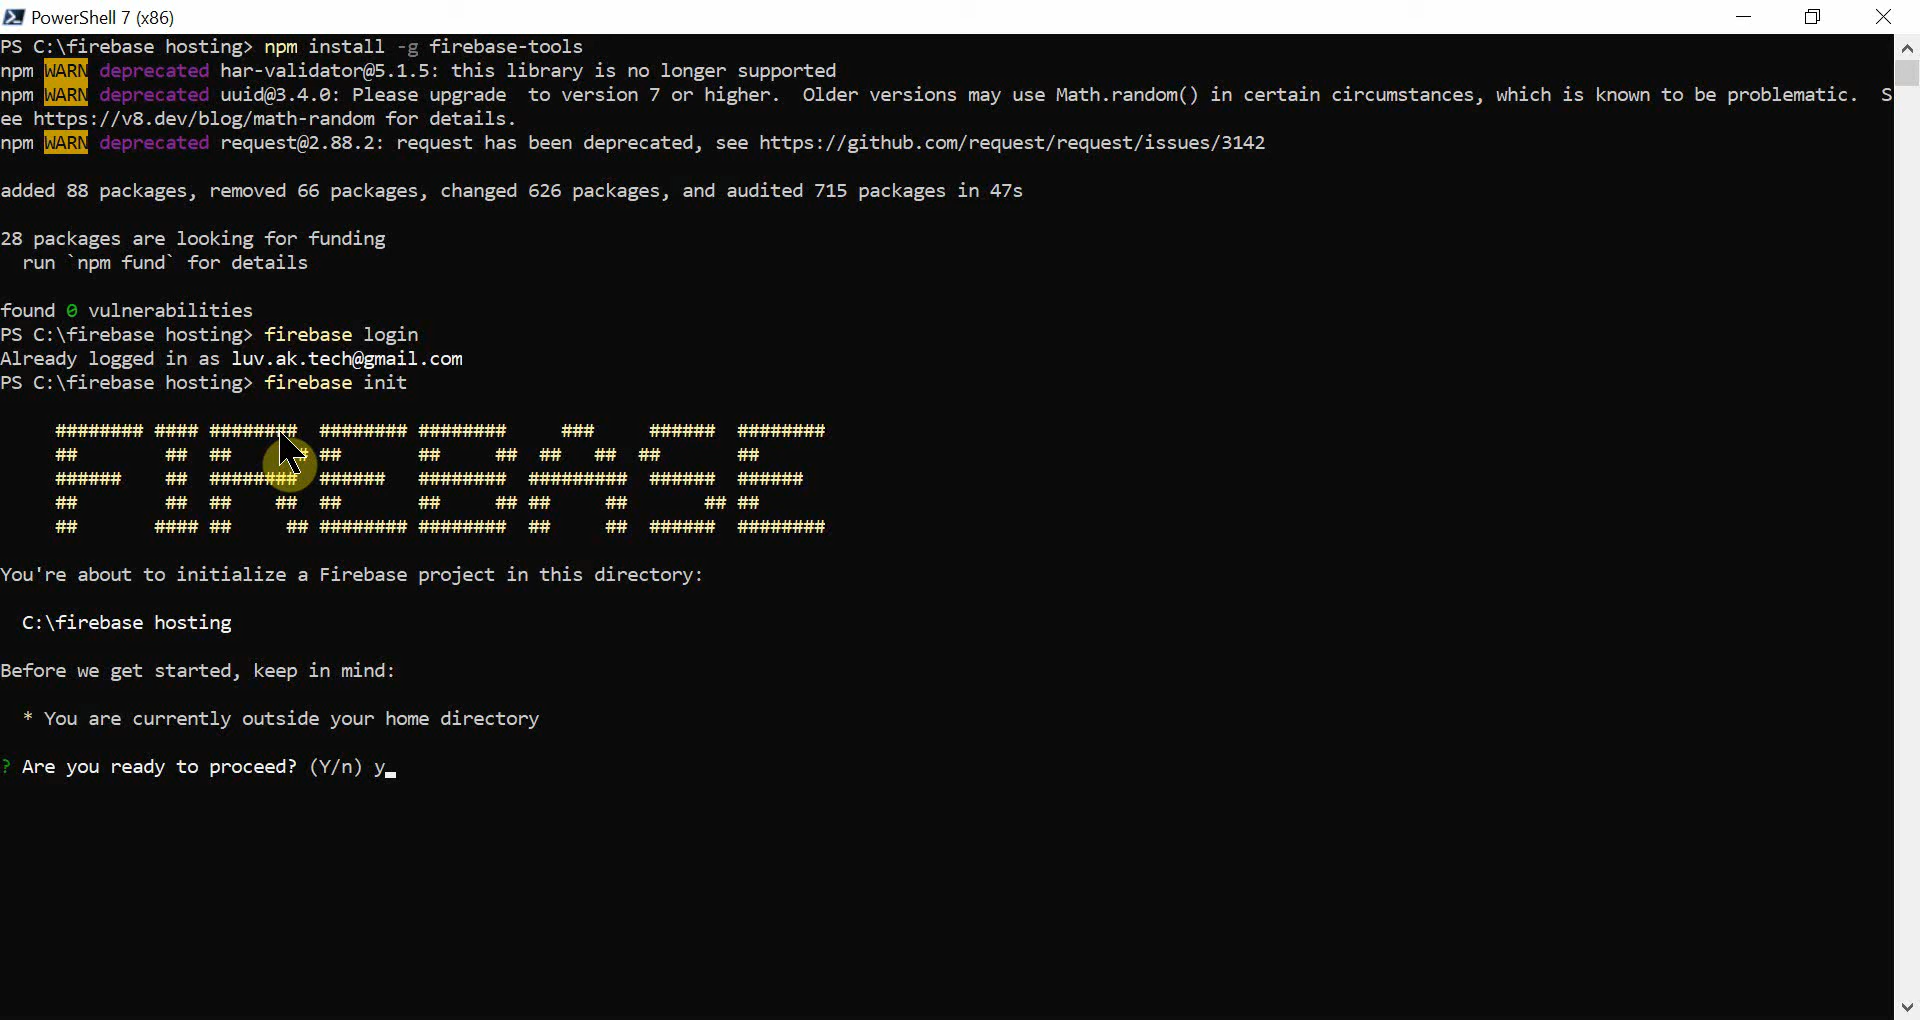 PowerShell 7 (x86)
PS C:\firebase hosting> npm install -g firebase-tools
npm WARN deprecated har-validator@5.1.5: this library is no longer supported
npm WARN deprecated uuid@3.4.0: Please upgrade  to version 7 or higher.  Older versions may use Math.random() in certain circumstances, which is known to be problematic.  S
ee https://v8.dev/blog/math-random for details.
npm WARN deprecated request@2.88.2: request has been deprecated, see https://github.com/request/request/issues/3142
added 88 packages, removed 66 packages, changed 626 packages, and audited 715 packages in 47s
28 packages are looking for funding
  run `npm fund` for details
found 0 vulnerabilities
PS C:\firebase hosting> firebase login
Already logged in as luv.ak.tech@gmail.com
PS C:\firebase hosting> firebase init
FIREBASE
You're about to initialize a Firebase project in this directory:
  C:\firebase hosting
Before we get started, keep in mind:
  * You are currently outside your home directory
? Are you ready to proceed? (Y/n) y